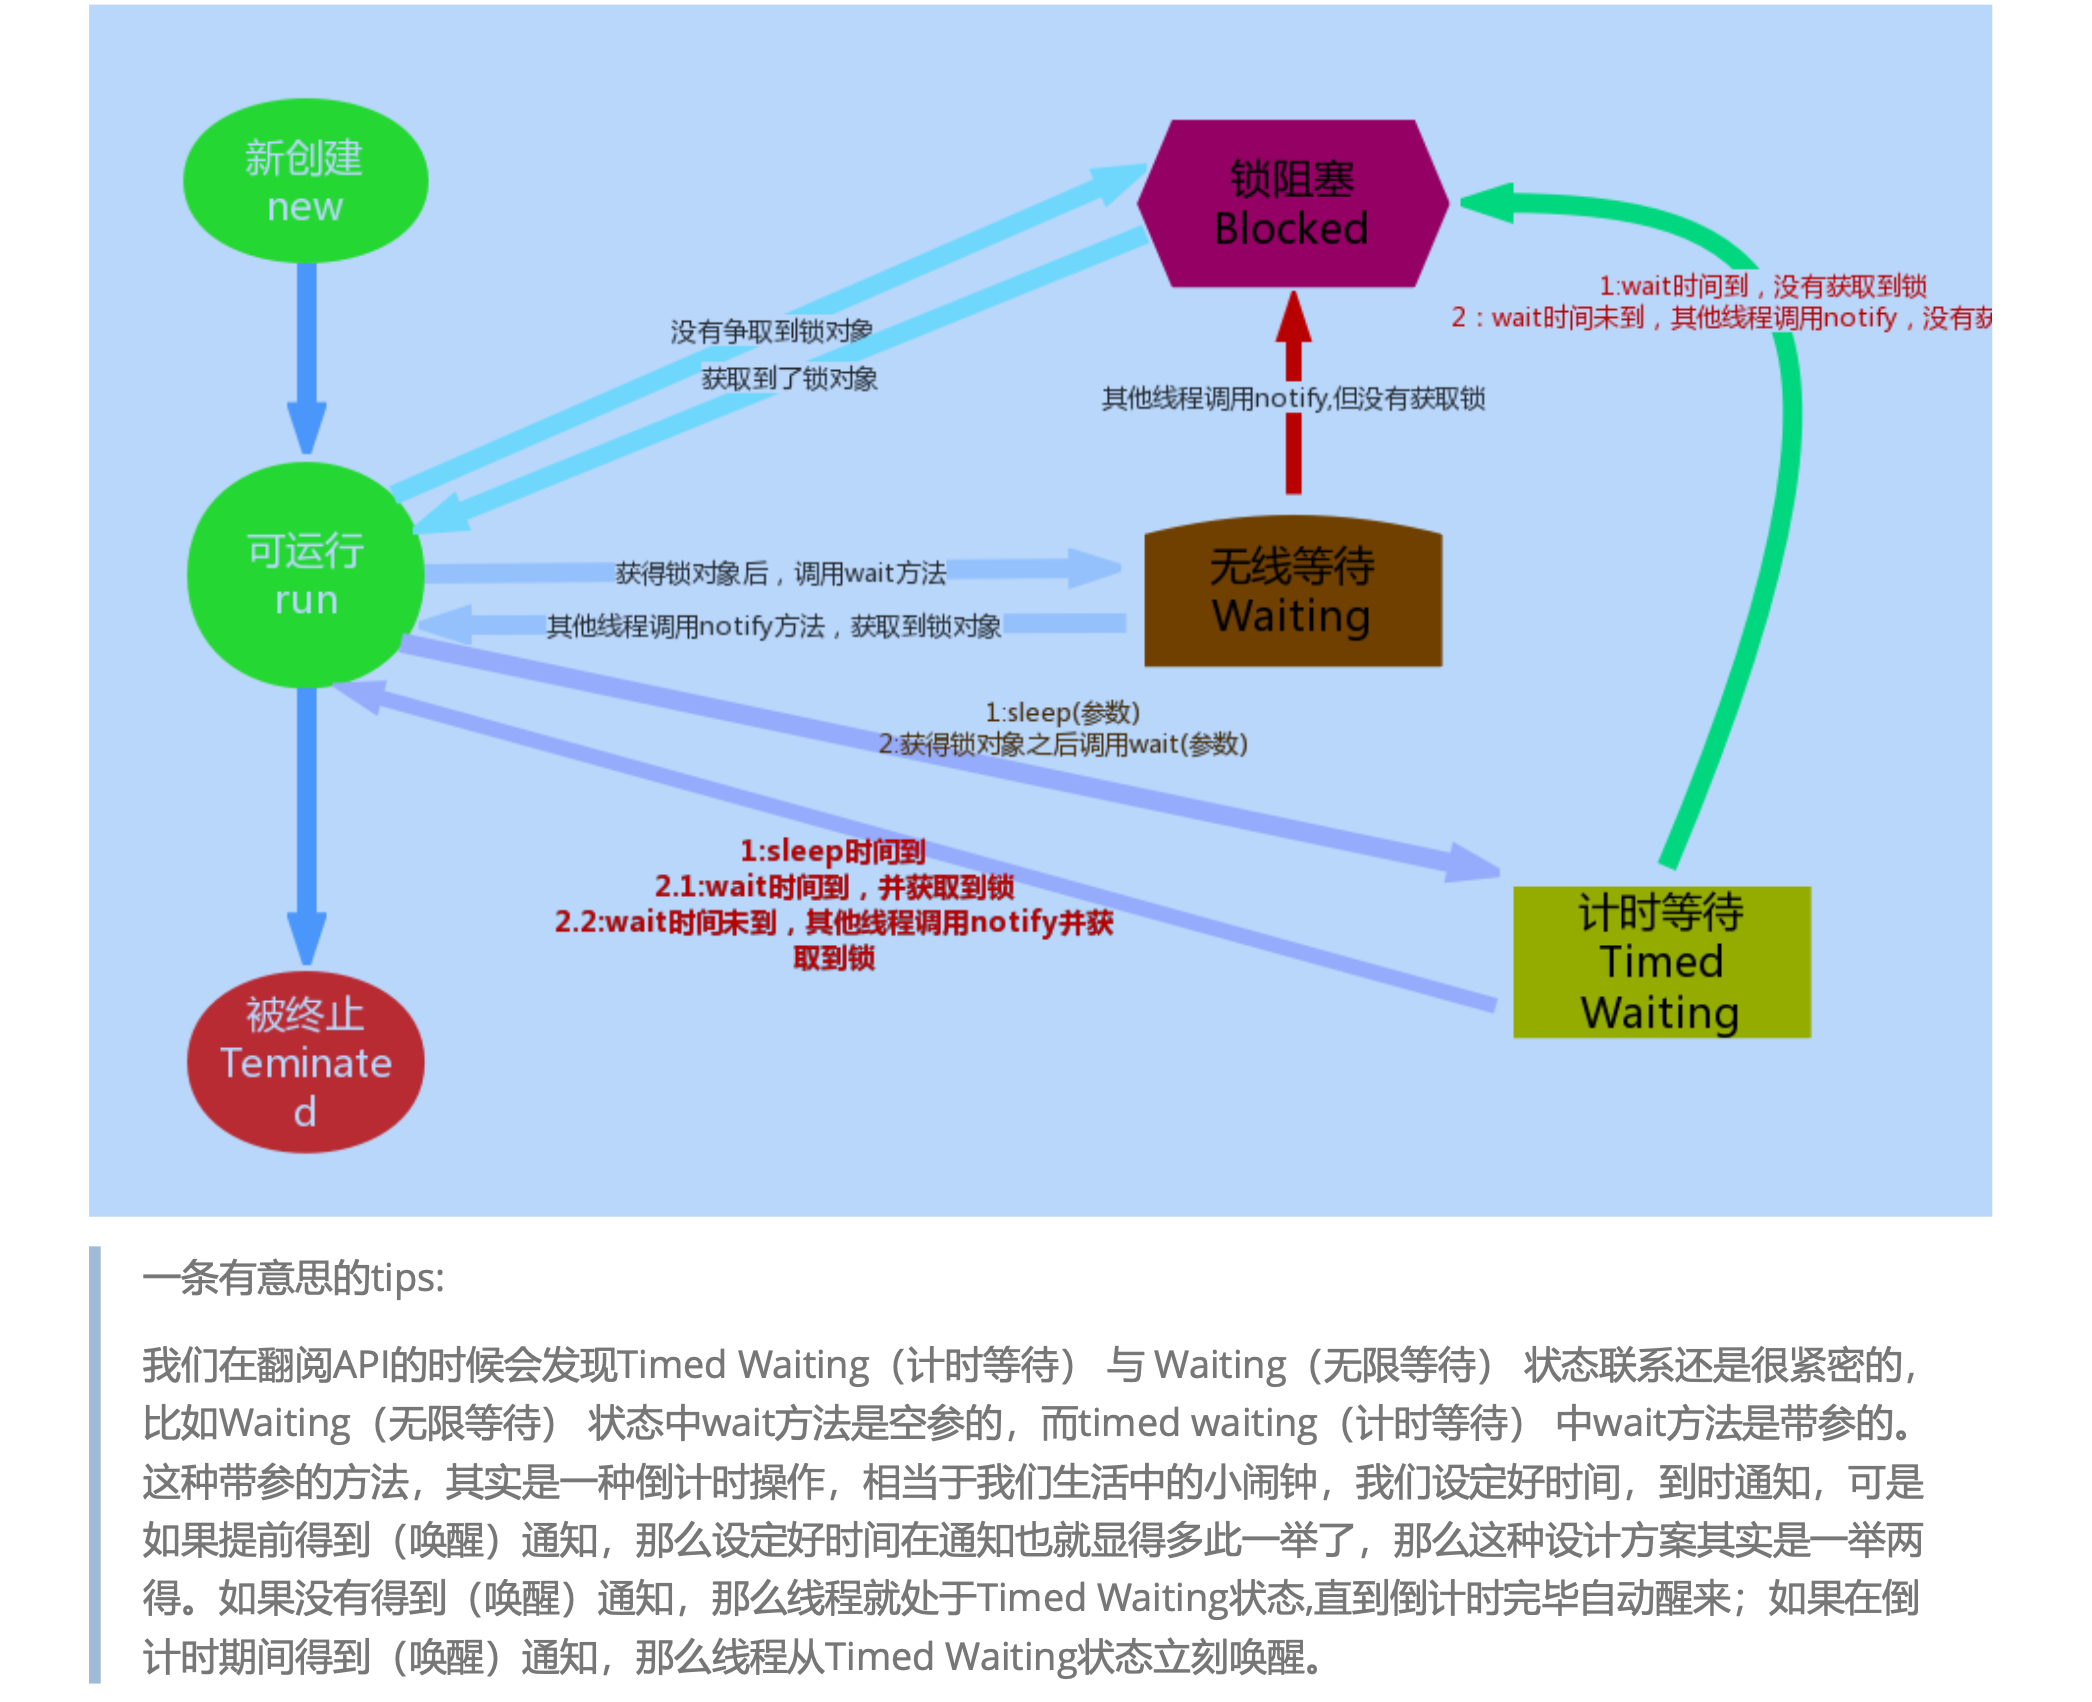 新创建
new
锁阻塞
Blocked
1:wait时间到，没有获取到锁
2：wait时间未到，其他线程调用notify，没有获
没有争取到锁对象
获取到了锁对象
其他线程调用notify,但没有获取锁
可运行
run
获得锁对象后，调用wait方法
其他线程调用notify方法，获取到锁对象
无线等待
Waiting
1:sleep(参数)
2:获得锁对象之后调用wait(参数)
1:sleep时间到
2.1:wait时间到，并获取到锁
2.2:wait时间未到，其他线程调用notify并获
取到锁
计时等待
Timed
Waiting
被终止
Teminate
d
一条有意思的tips:
我们在翻阅API的时候会发现Timed Waiting（计时等待） 与 Waiting（无限等待） 状态联系还是很紧密的，
比如Waiting（无限等待） 状态中wait方法是空参的，而timed waiting（计时等待） 中wait方法是带参的。
这种带参的方法，其实是一种倒计时操作，相当于我们生活中的小闹钟，我们设定好时间，到时通知，可是
如果提前得到（唤醒）通知，那么设定好时间在通知也就显得多此一举了，那么这种设计方案其实是一举两
得。如果没有得到（唤醒）通知，那么线程就处于Timed Waiting状态,直到倒计时完毕自动醒来；如果在倒
计时期间得到（唤醒）通知，那么线程从Timed Waiting状态立刻唤醒。